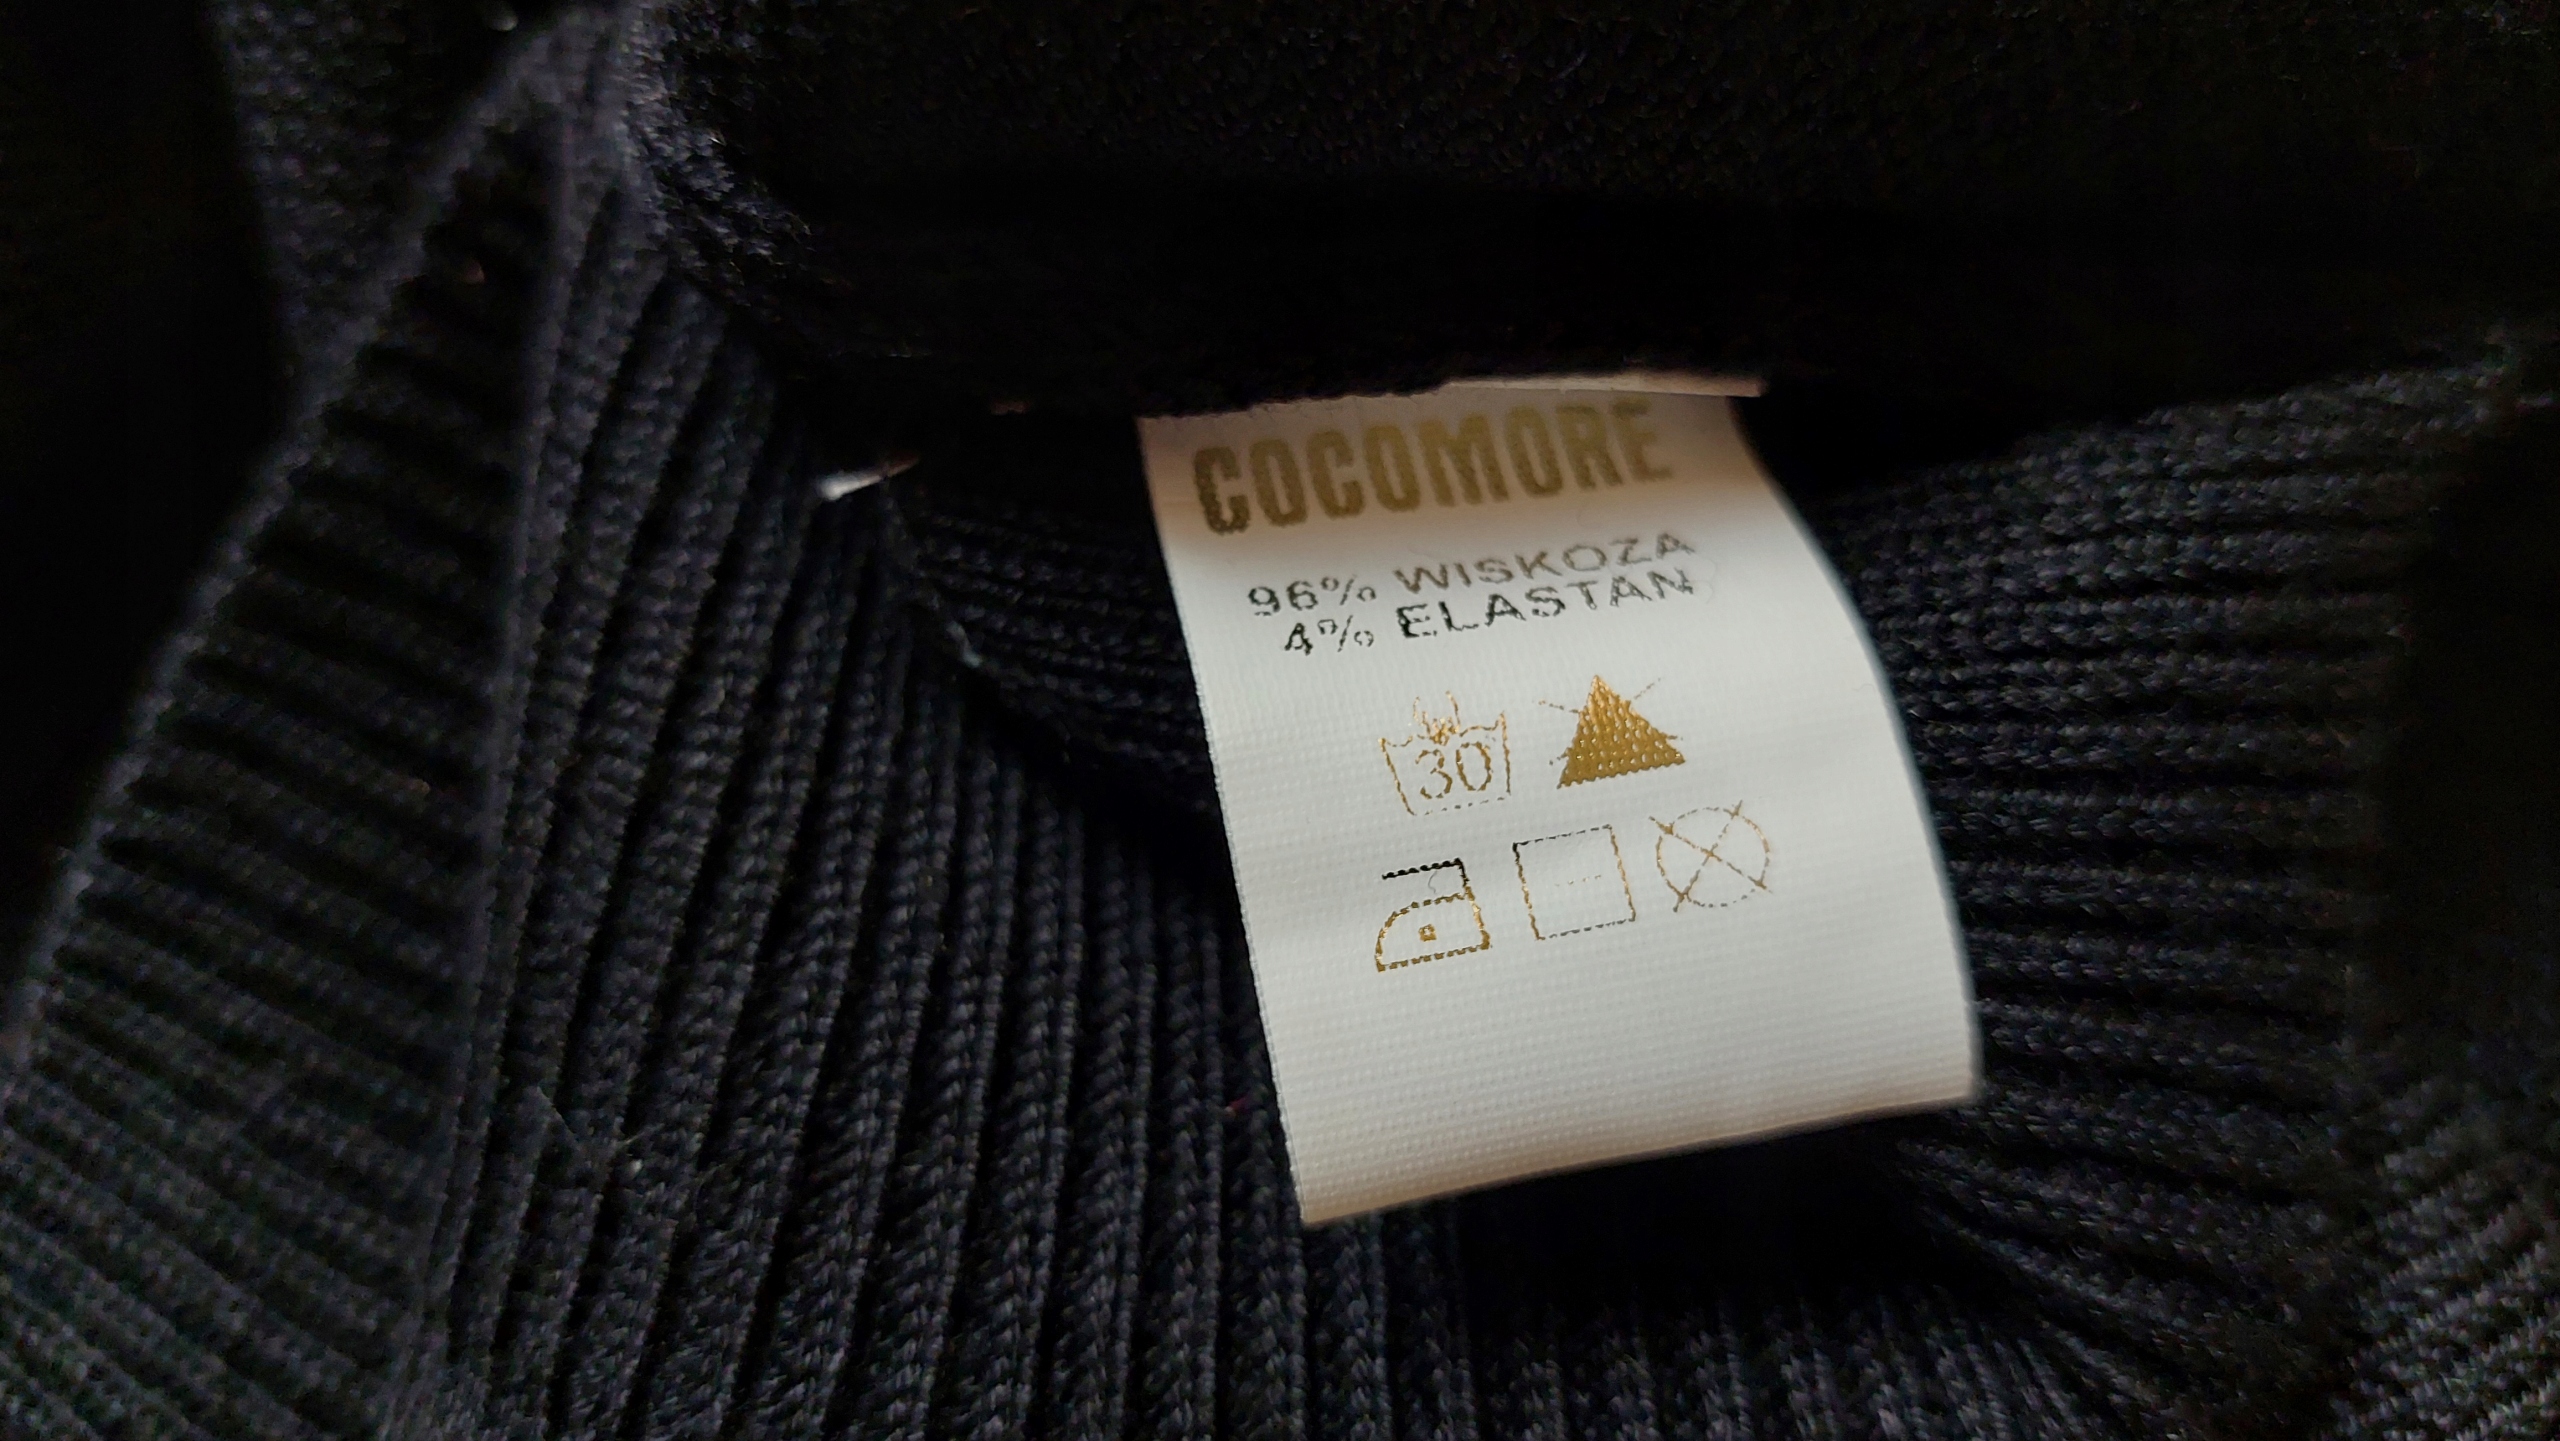 COCOMORE
96% WISKOZA
4% ELASTAN
30